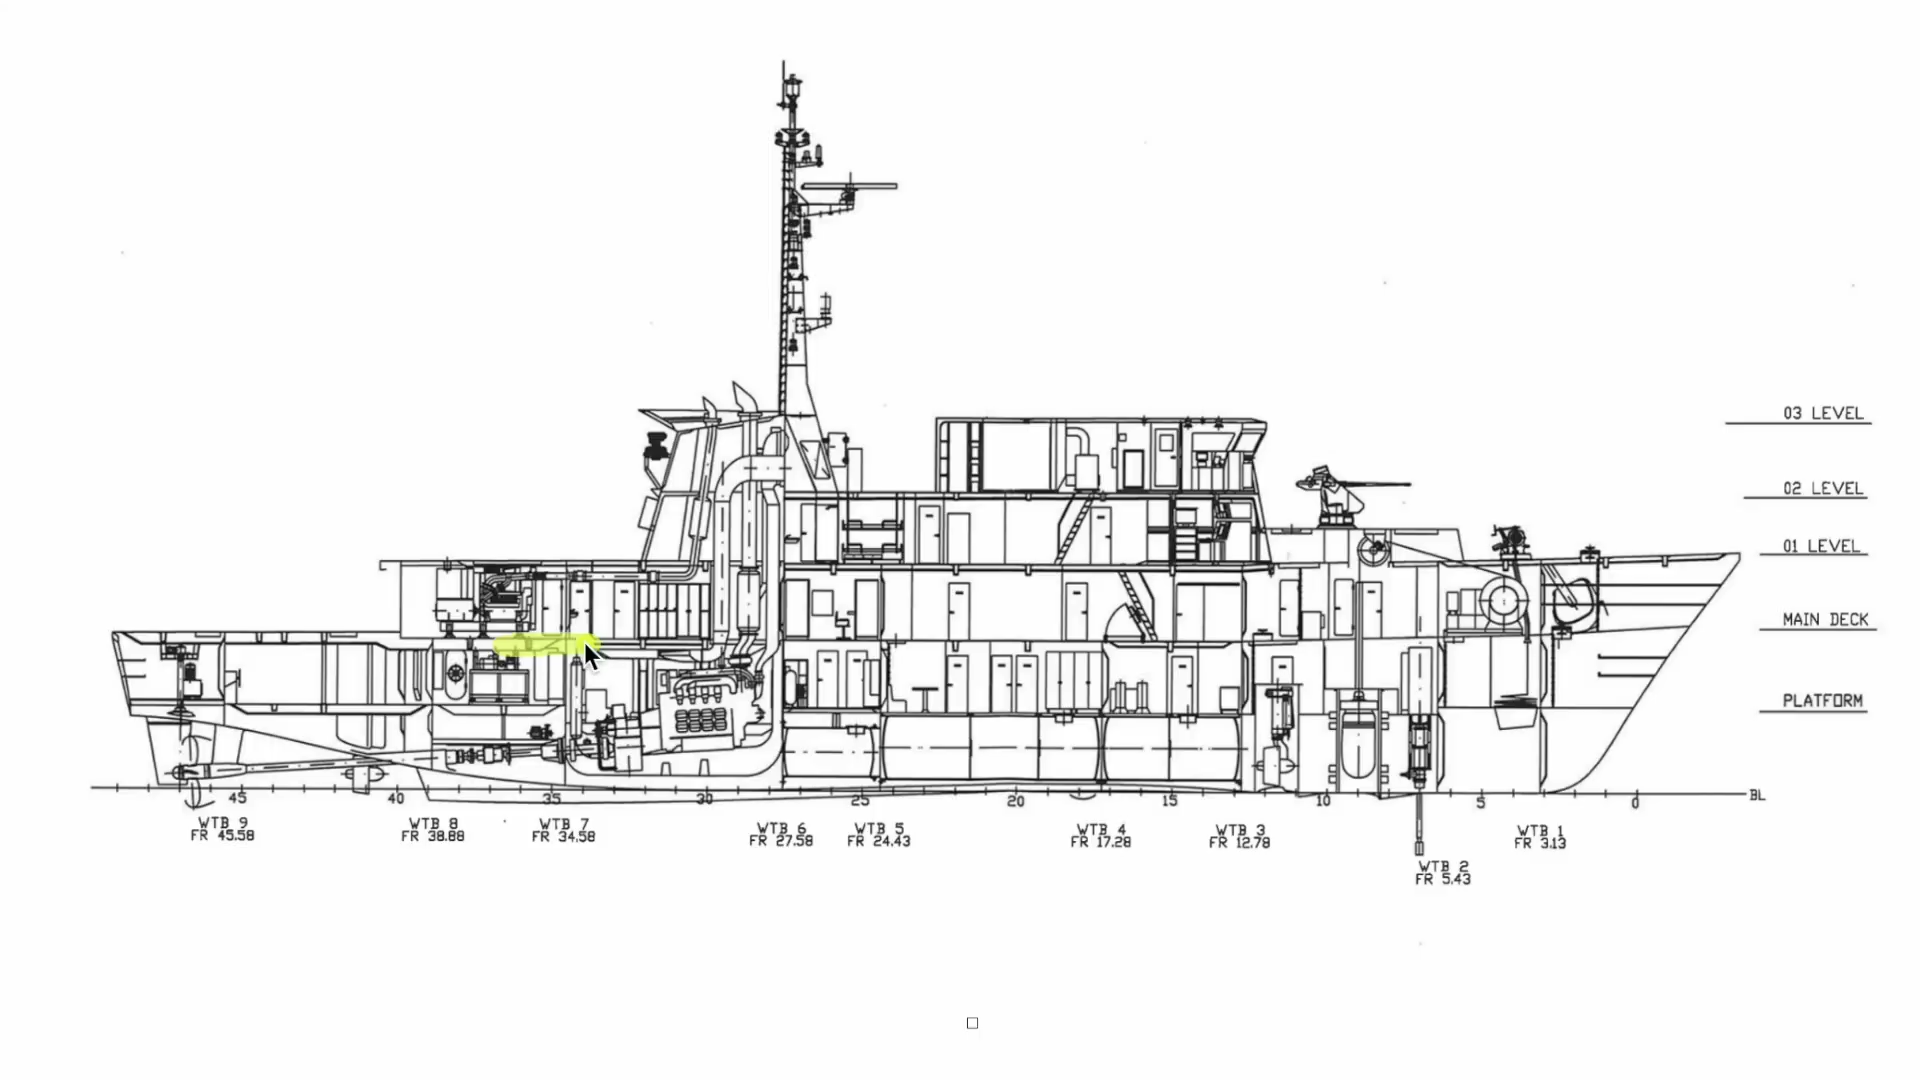 03 LEVEL
02 LEVEL
01 LEVEL
MAIN DECK
PLATFORM
BL
45
40
35
30
25
20
15
10
5
0
WTB 9
FR 45.58
WTB 8
FR 38.88
WTB 7
FR 34.58
WTB 6
FR 27.58
WTB 5
FR 24.43
WTB 4
FR 17.28
WTB 3
FR 12.78
WTB 1
FR 3.13
WTB 2
FR 5.43